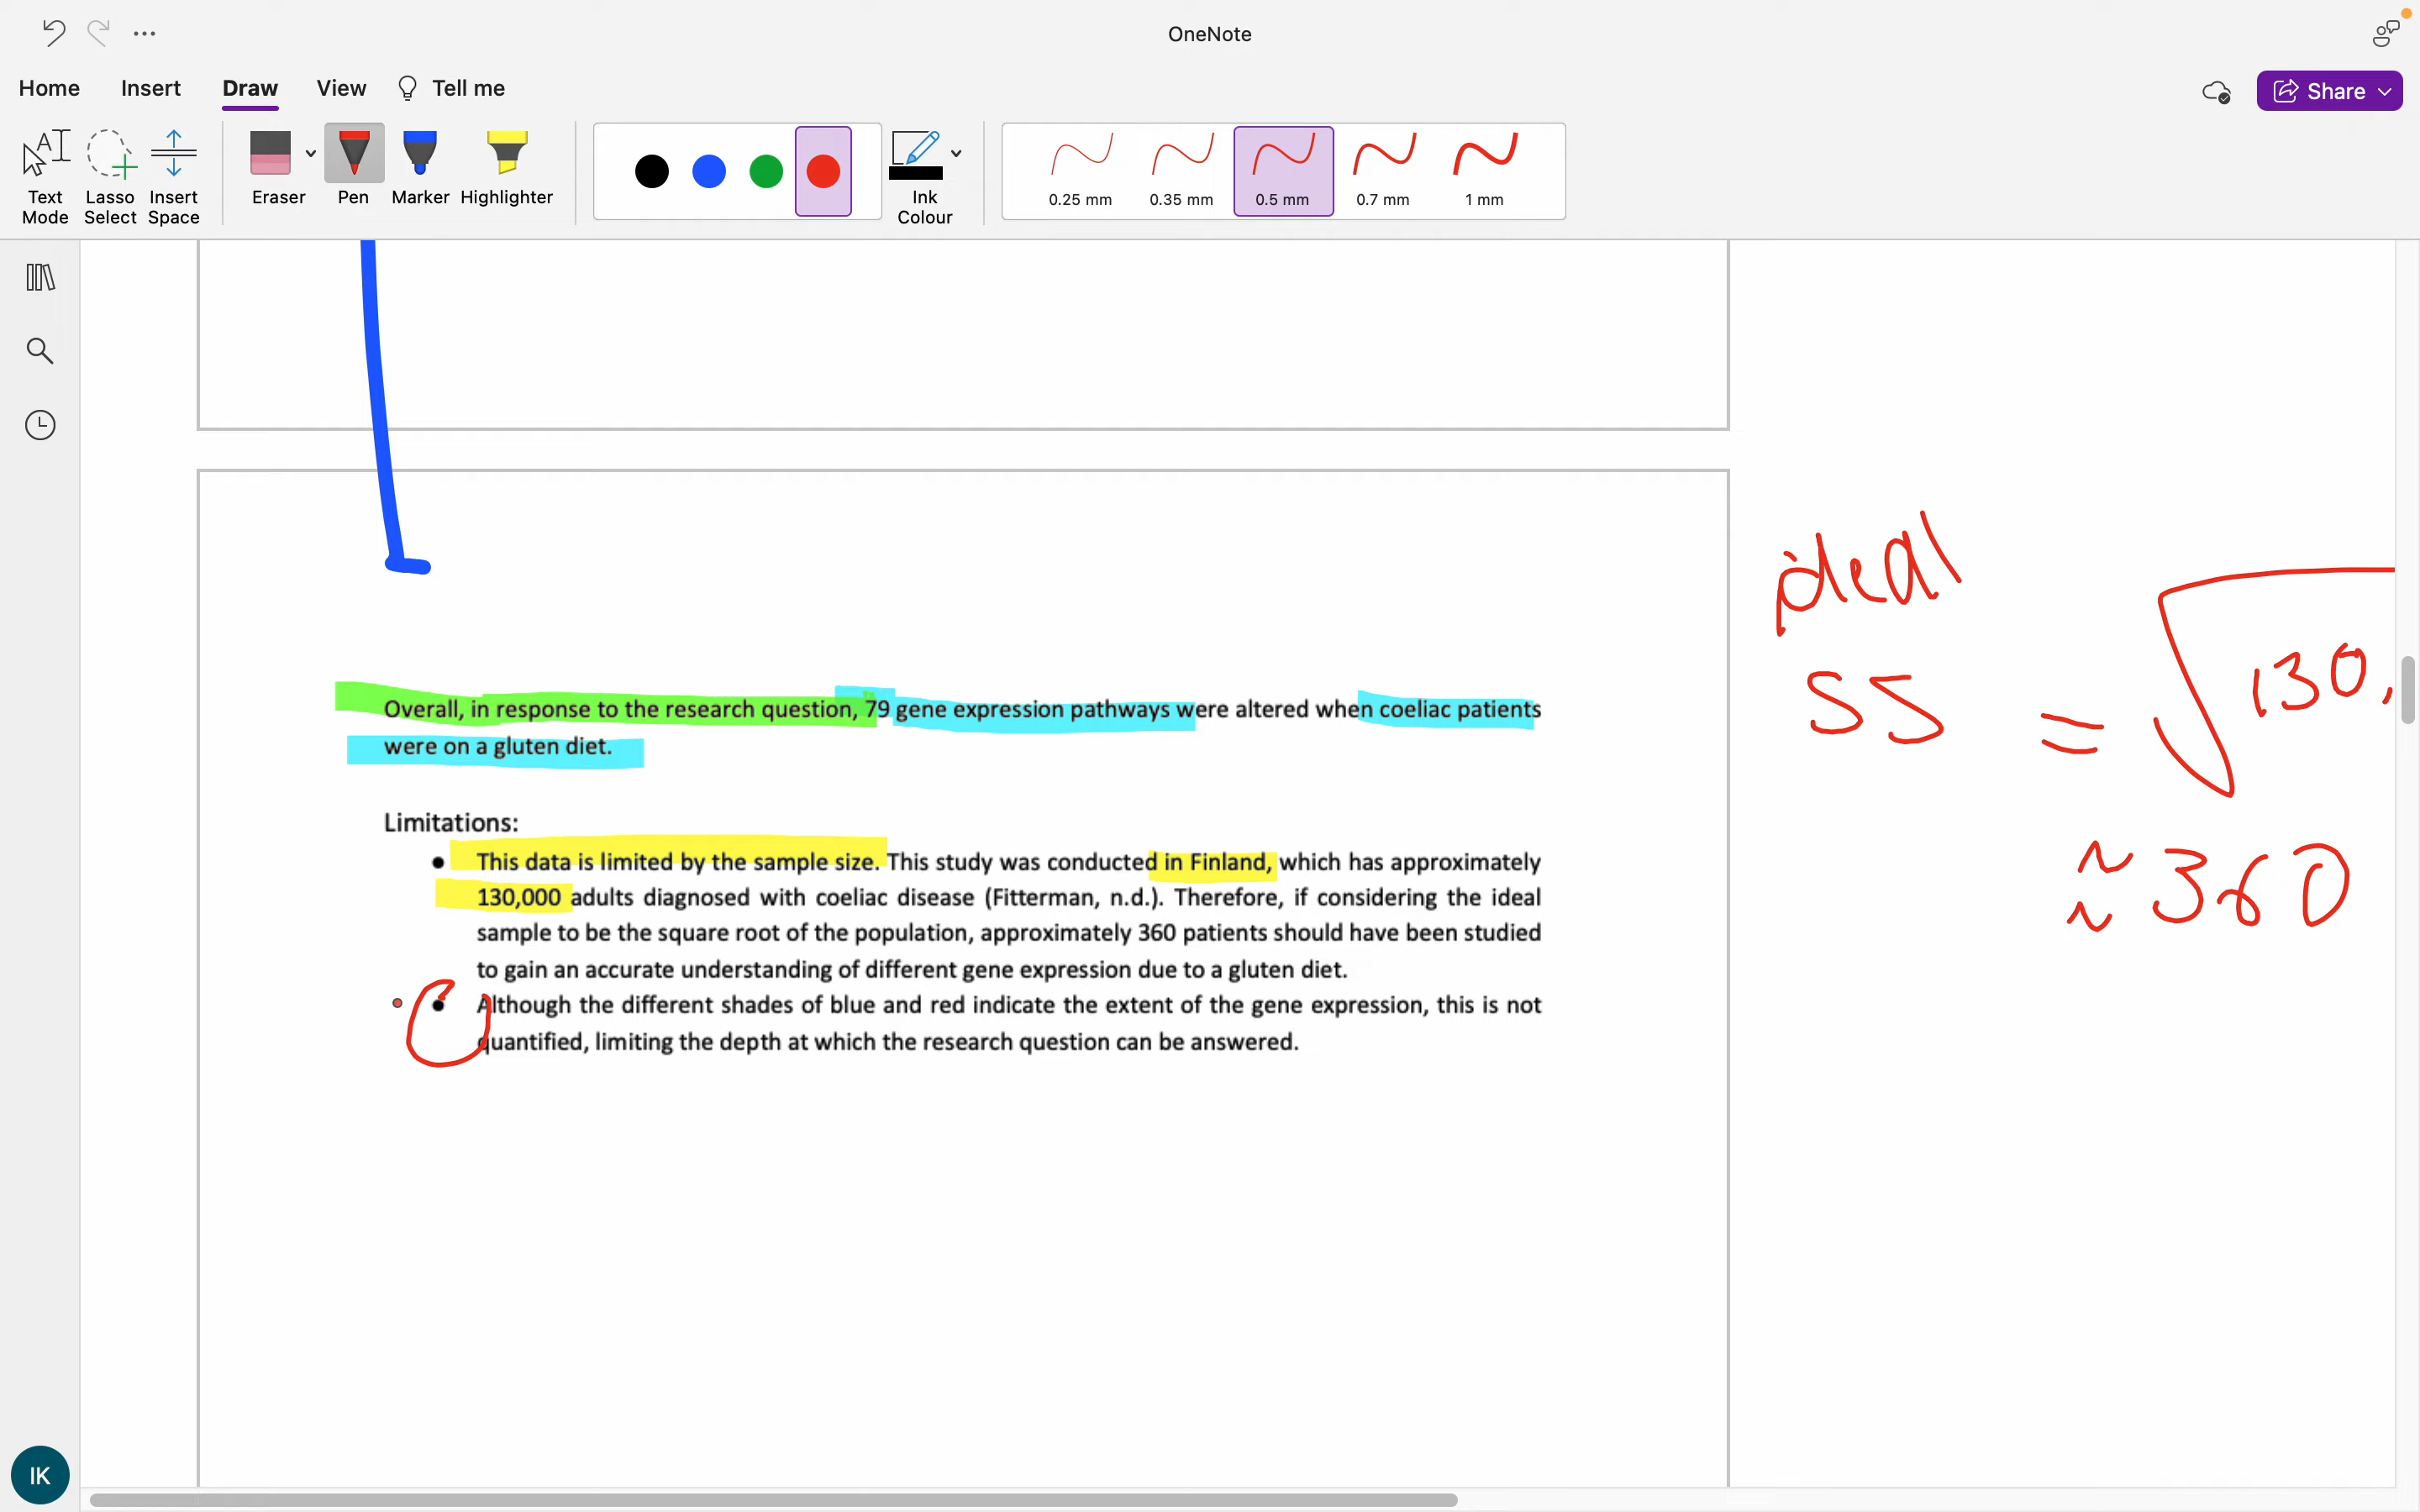 OneNote
Home Insert Draw View Tell me
Share
Text Mode
Lasso Select
Insert Space
Eraser
Pen
Marker
Highlighter
Ink Colour
0.25 mm
0.35 mm
0.5 mm
0.7 mm
1 mm
ideal
SS = √130,
≈ 360
Overall, in response to the research question, 79 gene expression pathways were altered when coeliac patients
were on a gluten diet.
Limitations:
● This data is limited by the sample size. This study was conducted in Finland, which has approximately
130,000 adults diagnosed with coeliac disease (Fitterman, n.d.). Therefore, if considering the ideal
sample to be the square root of the population, approximately 360 patients should have been studied
to gain an accurate understanding of different gene expression due to a gluten diet.
● Although the different shades of blue and red indicate the extent of the gene expression, this is not
quantified, limiting the depth at which the research question can be answered.
IK